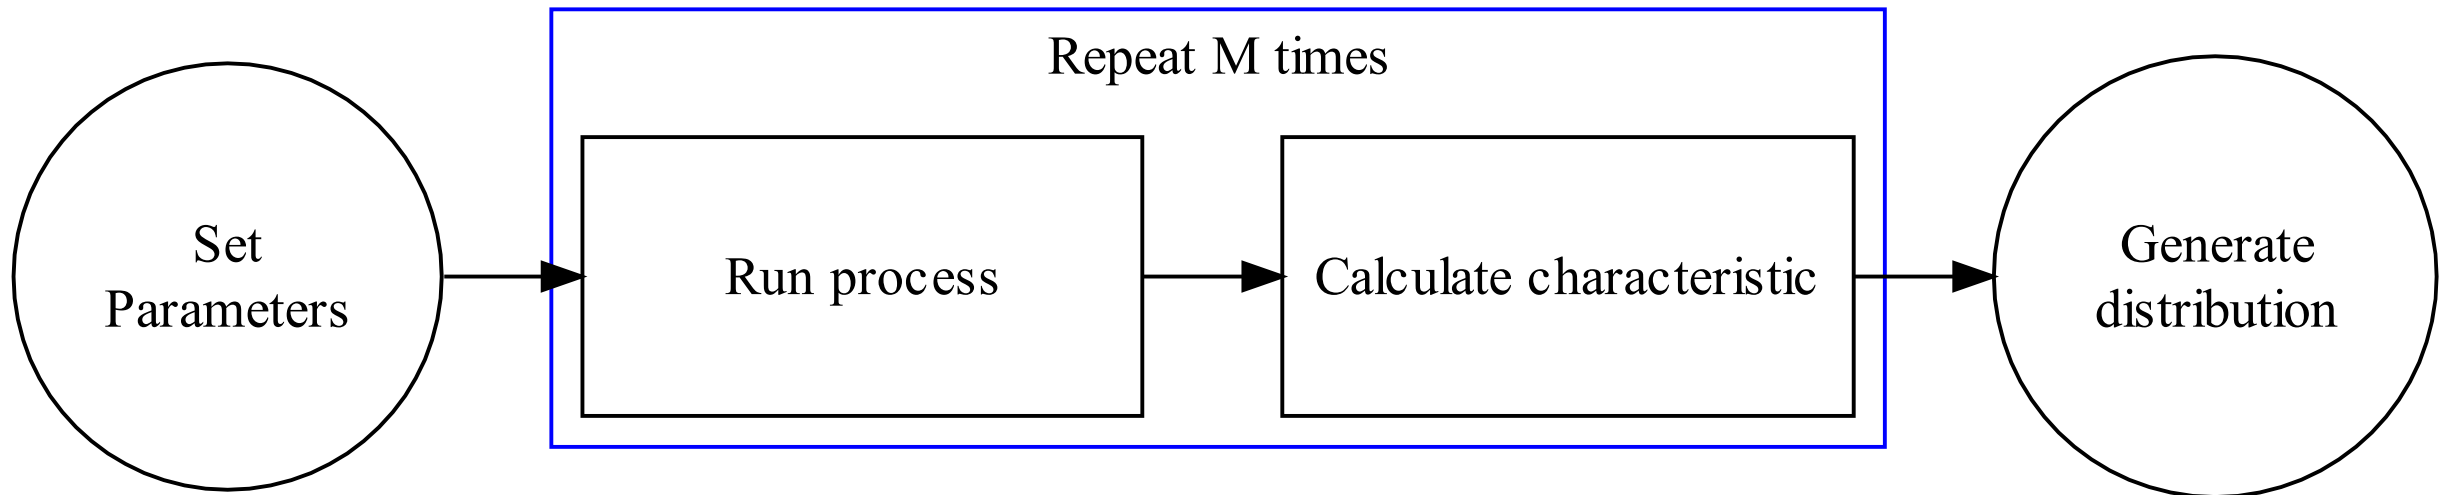 Repeat M times
Set
Parameters
Run process
Calculate characteristic
Generate
distribution